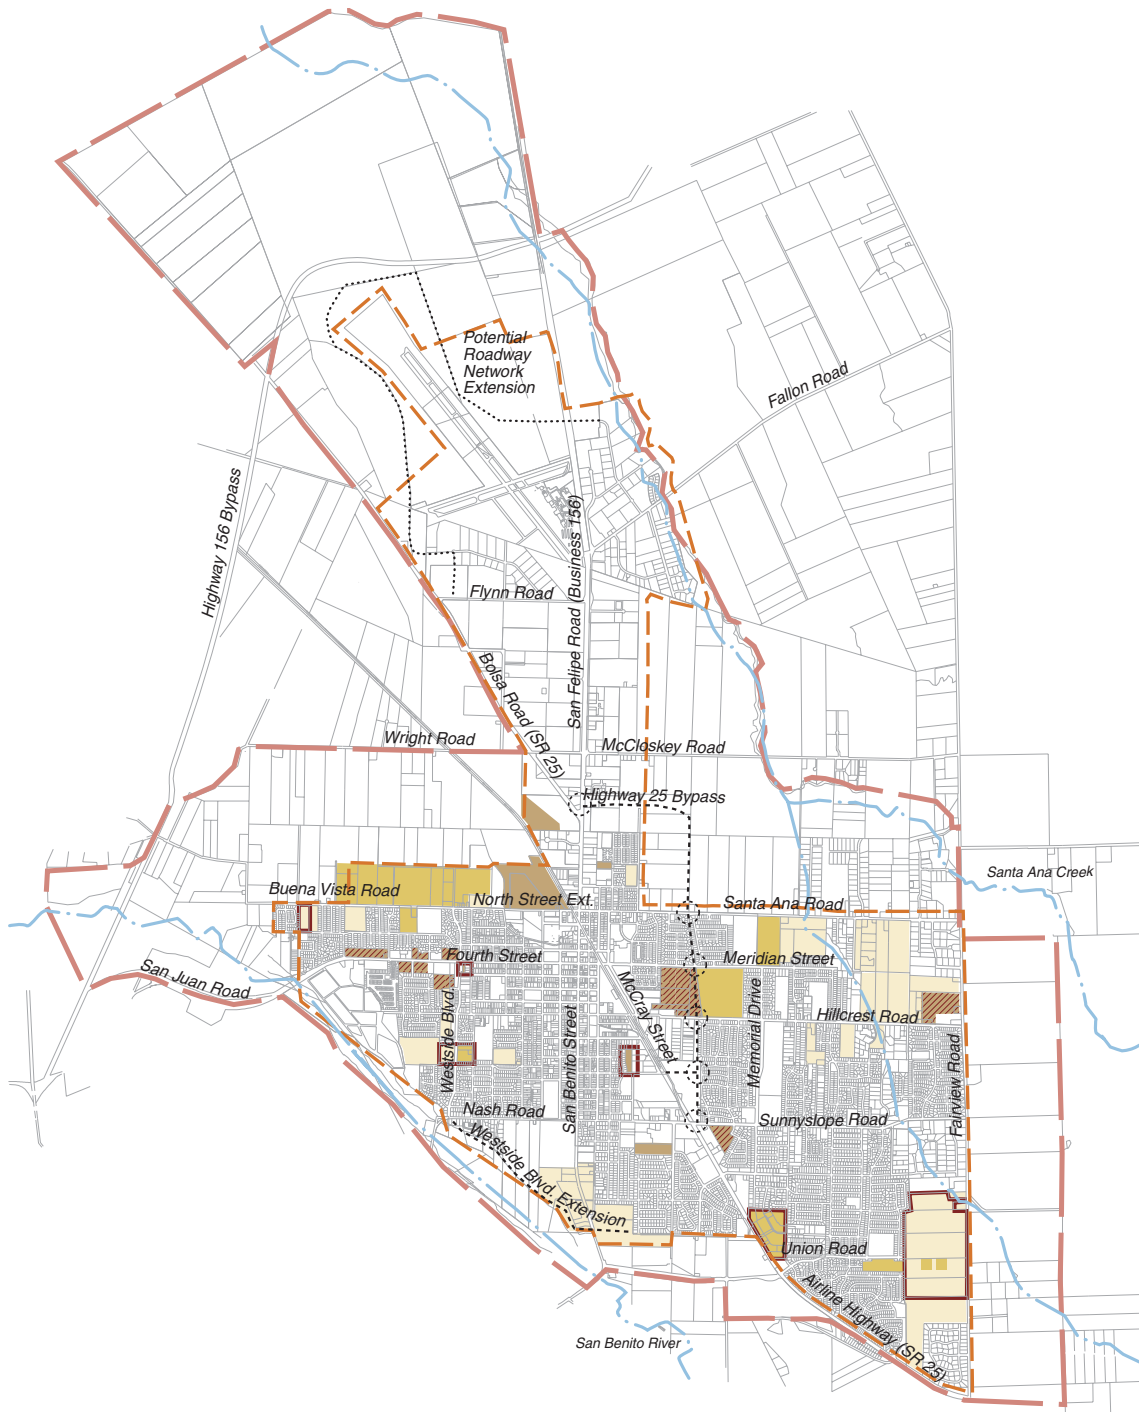 Potential
Roadway
Network
Extension
Fallon Road
Highway 156 Bypass
San Felipe Road (Business 156)
Flynn Road
Bolsa Road (SR 25)
Wright Road
McCloskey Road
Highway 25 Bypass
Santa Ana Creek
Buena Vista Road
North Street Ext.
Santa Ana Road
Fourth Street
Meridian Street
San Juan Road
McCray Street
Memorial Drive
Hillcrest Road
Westside Blvd.
San Benito Street
Fairview Road
Nash Road
Sunnyslope Road
Westside Blvd. Extension
Union Road
Airline Highway (SR 25)
San Benito River